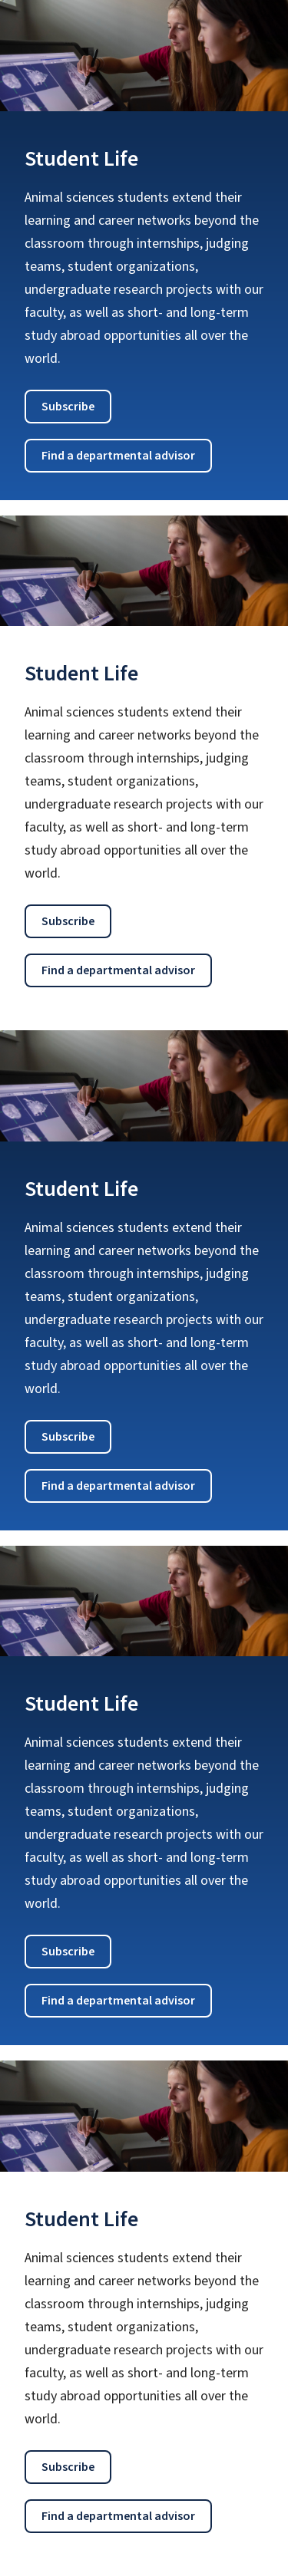 Student Life
Animal sciences students extend their
learning and career networks beyond the
classroom through internships, judging
teams, student organizations,
undergraduate research projects with our
faculty, as well as short- and long-term
study abroad opportunities all over the
world.
Subscribe
Find a departmental advisor
Student Life
Animal sciences students extend their
learning and career networks beyond the
classroom through internships, judging
teams, student organizations,
undergraduate research projects with our
faculty, as well as short- and long-term
study abroad opportunities all over the
world.
Subscribe
Find a departmental advisor
Student Life
Animal sciences students extend their
learning and career networks beyond the
classroom through internships, judging
teams, student organizations,
undergraduate research projects with our
faculty, as well as short- and long-term
study abroad opportunities all over the
world.
Subscribe
Find a departmental advisor
Student Life
Animal sciences students extend their
learning and career networks beyond the
classroom through internships, judging
teams, student organizations,
undergraduate research projects with our
faculty, as well as short- and long-term
study abroad opportunities all over the
world.
Subscribe
Find a departmental advisor
Student Life
Animal sciences students extend their
learning and career networks beyond the
classroom through internships, judging
teams, student organizations,
undergraduate research projects with our
faculty, as well as short- and long-term
study abroad opportunities all over the
world.
Subscribe
Find a departmental advisor